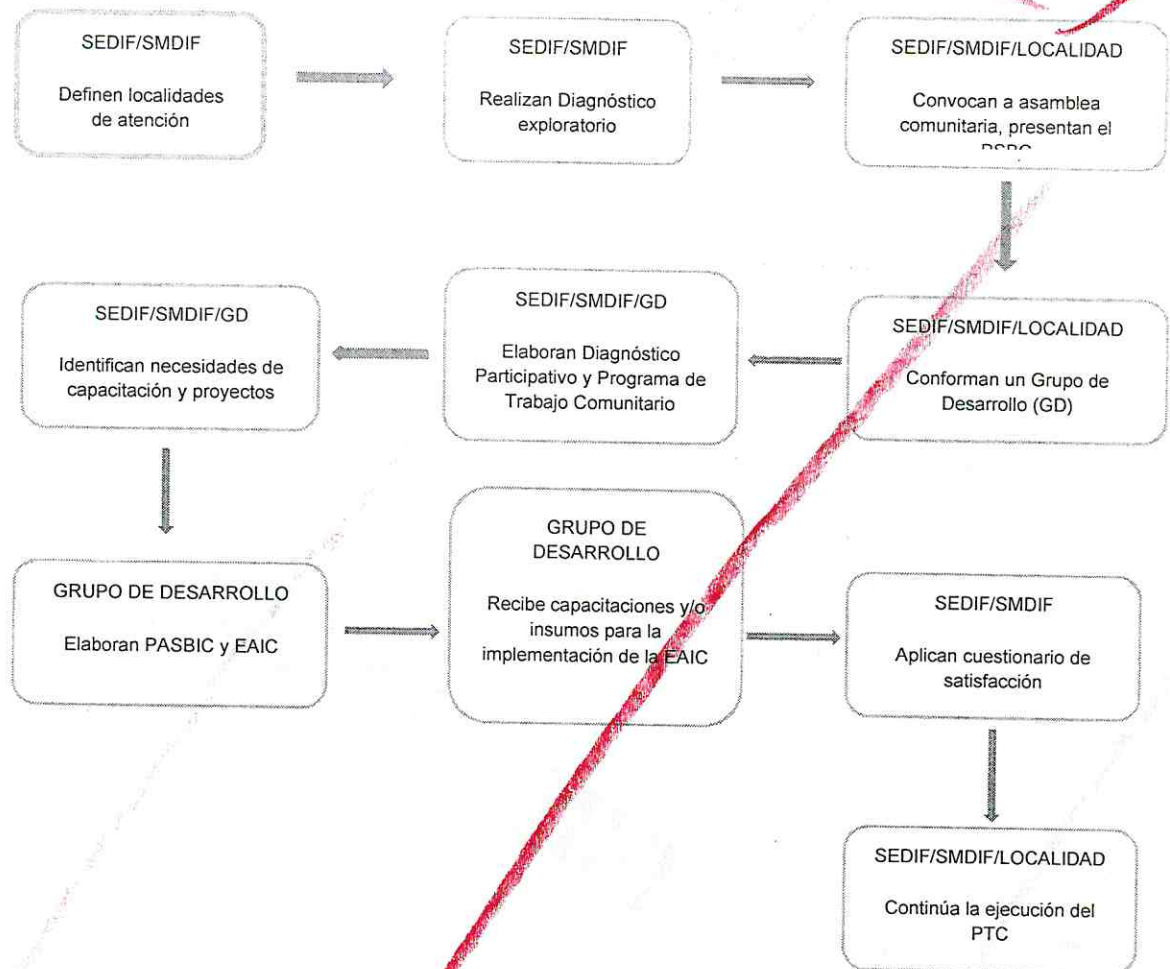 SEDIF/SMDIF
Definen localidades
de atención
SEDIF/SMDIF
Realizan Diagnóstico
exploratorio
SEDIF/SMDIF/LOCALIDAD
Convocan a asamblea
comunitaria, presentan el
SEDIF/SMDIF/LOCALIDAD
Conforman un Grupo de
Desarrollo (GD)
SEDIF/SMDIF/GD
Elaboran Diagnóstico
Participativo y Programa de
Trabajo Comunitario
SEDIF/SMDIF/GD
Identifican necesidades de
capacitación y proyectos
GRUPO DE DESARROLLO
Elaboran PASBIC y EAIC
GRUPO DE
DESARROLLO
Recibe capacitaciones y/o
insumos para la
implementación de la EAIC
SEDIF/SMDIF
Aplican cuestionario de
satisfacción
SEDIF/SMDIF/LOCALIDAD
Continúa la ejecución del
PTC